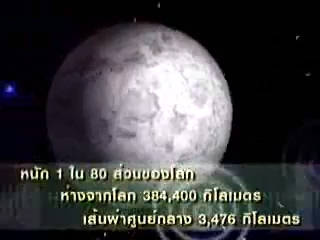 หนัก 1 ใน 80 ส่วนของโลก
ห่างจากโลก 384,400 กิโลเมตร
เส้นผ่าศูนย์กลาง 3,476 กิโลเมตร